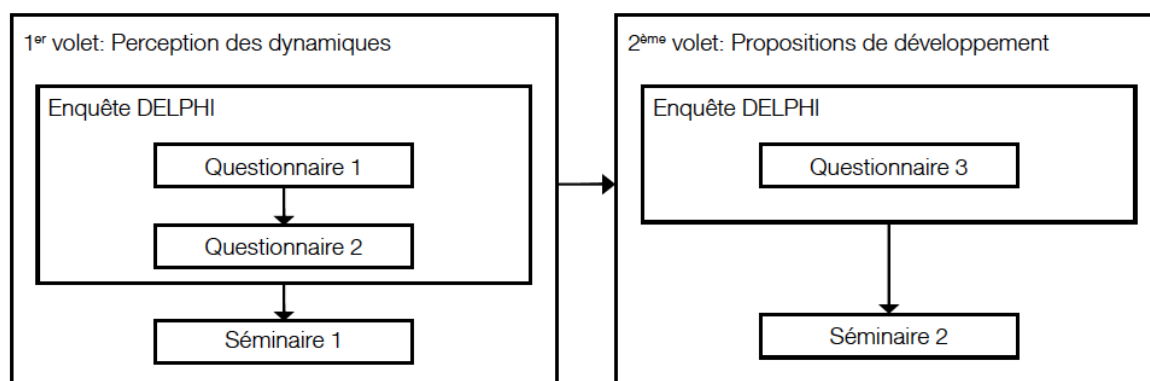 1er volet: Perception des dynamiques
Enquête DELPHI
Questionnaire 1
Questionnaire 2
Séminaire 1
2ème volet: Propositions de développement
Enquête DELPHI
Questionnaire 3
Séminaire 2